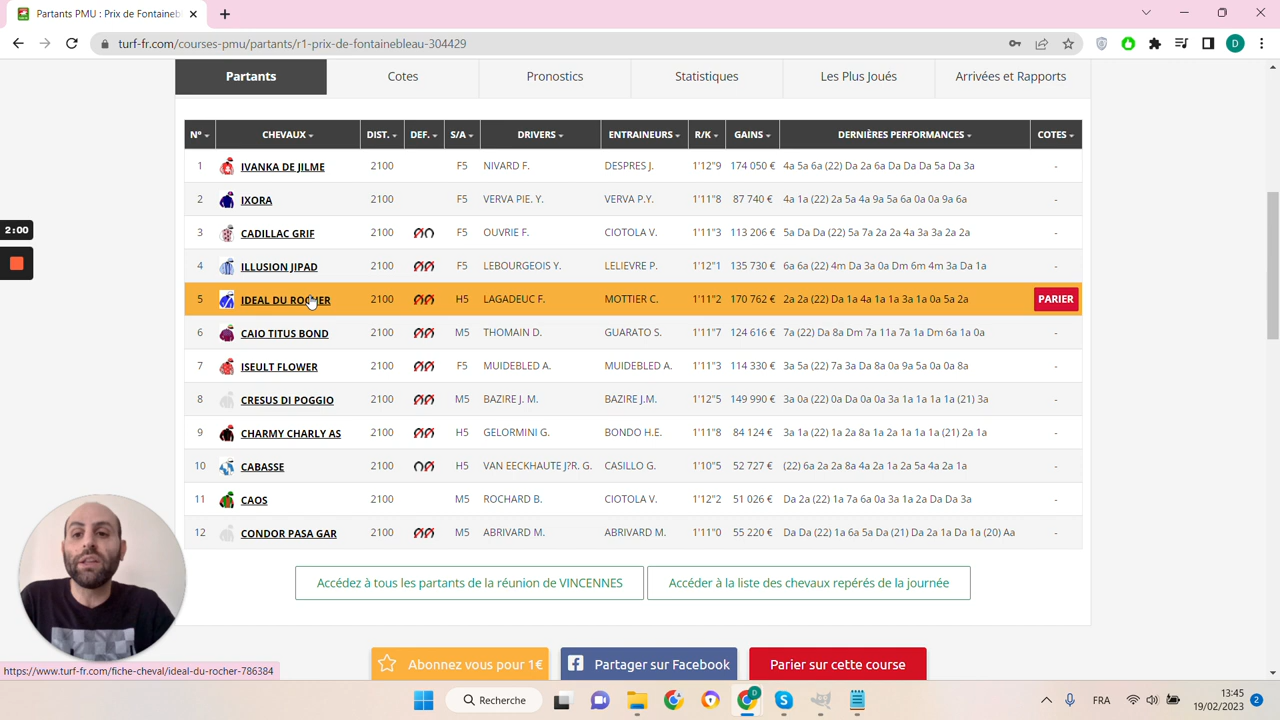 Partants PMU : Prix de Fontaineb
turf-fr.com/courses-pmu/partants/r1-prix-de-fontainebleau-304429
D
Partants Cotes Pronostics Statistiques Les Plus Joués Arrivées et Rapports
N° CHEVAUX DIST. DEF. S/A DRIVERS ENTRAINEURS R/K GAINS DERNIÈRES PERFORMANCES COTES
1 IVANKA DE JILME 2100 F5 NIVARD F. DESPRES J. 1'12"9 174 050 € 4a 5a 6a (22) Da 2a 6a Da Da Da 5a Da 3a -
2 IXORA 2100 F5 VERVA PIE. Y. VERVA P.Y. 1'11"8 87 740 € 4a 1a (22) 2a 5a 4a 9a 5a 6a 0a 0a 9a 6a -
2:00
3 CADILLAC GRIF 2100 F5 OUVRIE F. CIOTOLA V. 1'11"3 113 206 € 5a Da Da (22) 5a 7a 2a 2a 4a 3a 3a 2a 2a -
4 ILLUSION JIPAD 2100 F5 LEBOURGEOIS Y. LELIEVRE P. 1'12"1 135 730 € 6a 6a (22) 4m Da 3a 0a Dm 6m 4m 3a Da 1a -
5 IDEAL DU ROCHER 2100 H5 LAGADEUC F. MOTTIER C. 1'11"2 170 762 € 2a 2a (22) Da 1a 4a 1a 1a 3a 1a 0a 5a 2a PARIER
6 CAIO TITUS BOND 2100 M5 THOMAIN D. GUARATO S. 1'11"7 124 616 € 7a (22) Da 8a Dm 7a 11a 7a 1a Dm 6a 1a 0a -
7 ISEULT FLOWER 2100 F5 MUIDEBLED A. MUIDEBLED A. 1'11"3 114 330 € 3a 5a (22) 7a 3a Da 8a 0a 9a 5a 0a 0a 8a -
8 CRESUS DI POGGIO 2100 M5 BAZIRE J. M. BAZIRE J.M. 1'12"5 149 990 € 3a 0a (22) 0a Da 0a 0a 3a 1a 1a 1a 1a (21) 3a -
9 CHARMY CHARLY AS 2100 H5 GELORMINI G. BONDO H.E. 1'11"8 84 124 € 3a 1a (22) 1a 2a 8a 1a 2a 1a 1a 1a (21) 2a 1a -
10 CABASSE 2100 H5 VAN EECKHAUTE J?R. G. CASILLO G. 1'10"5 52 727 € (22) 6a 2a 2a 8a 4a 2a 1a 2a 5a 4a 2a 1a -
11 CAOS 2100 M5 ROCHARD B. CIOTOLA V. 1'12"2 51 026 € Da 2a (22) 1a 7a 6a 0a 3a 1a 2a Da Da 3a -
12 CONDOR PASA GAR 2100 M5 ABRIVARD M. ABRIVARD M. 1'11"0 55 220 € Da Da (22) 1a 6a 5a Da (21) Da 2a 1a Da 1a (20) Aa -
Accédez à tous les partants de la réunion de VINCENNES Accéder à la liste des chevaux repérés de la journée
Abonnez vous pour 1€ Partager sur Facebook Parier sur cette course
https://www.turf-fr.com/fiche-cheval/ideal-du-rocher-786384
Recherche D FRA 13:45
19/02/2023 2